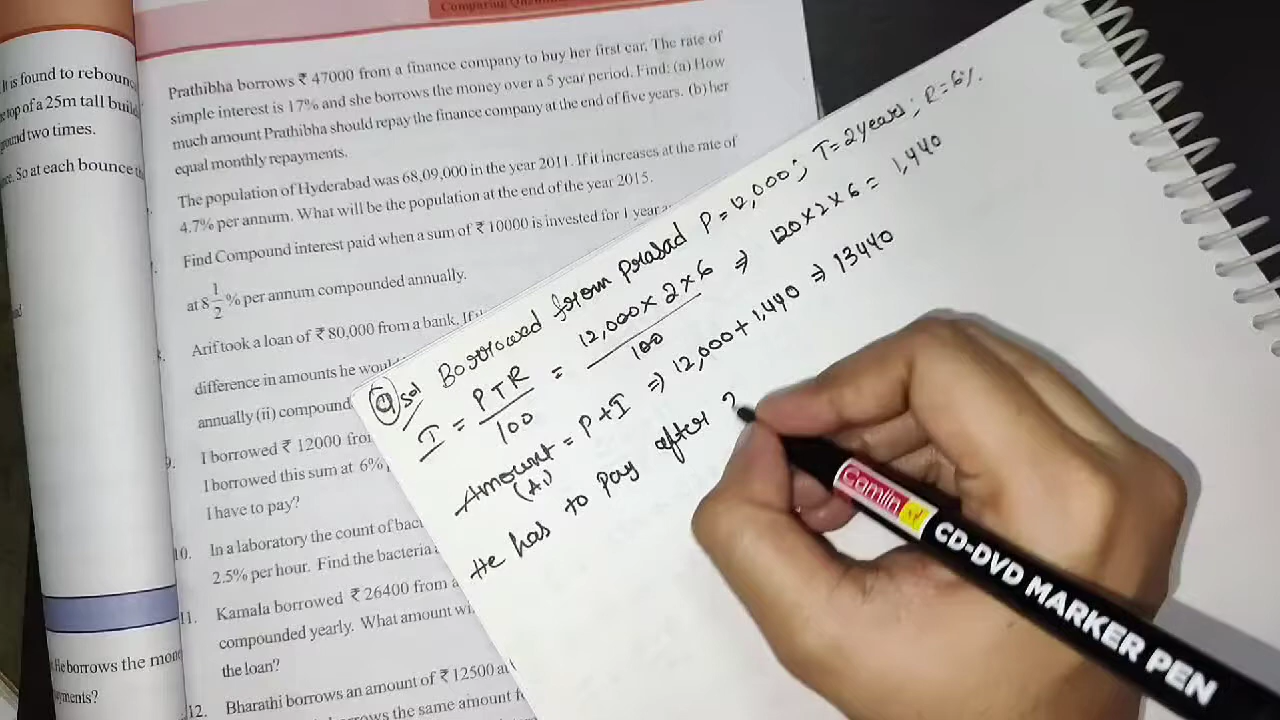 Comparing
It is found to reboun
top of a 25m tall build
ground two times.
ce. So at each bounce t
He borrows the mone
payments?
Prathibha borrows ₹ 47000 from a finance company to buy her first car. The rate of
simple interest is 17% and she borrows the money over a 5 year period. Find: (a) How
much amount Prathibha should repay the finance company at the end of five years. (b) her
equal monthly repayments.
The population of Hyderabad was 68,09,000 in the year 2011. If it increases at the rate of
4.7% per annum. What will be the population at the end of the year 2015.
Find Compound interest paid when a sum of ₹ 10000 is invested for 1 year
at 8 1/2 % per annum compounded annually.
Arif took a loan of ₹ 80,000 from a bank. If
difference in amounts he would
annually (ii) compound
9. I borrowed ₹ 12000 fro
I borrowed this sum at 6%
I have to pay?
10. In a laboratory the count of bac
2.5% per hour. Find the bacteria
11. Kamala borrowed ₹ 26400 from a
compounded yearly. What amount wi
the loan?
12. Bharathi borrows an amount of ₹ 12500 at
borrows the same amount f
9 Sol Borrowed from Prasad P = 12,000; T = 2 years; R = 6%.
I = PTR/100 = 12,000 × 2 × 6/100 ⇒ 120 × 2 × 6 = 1,440
Amount = P + I ⇒ 12,000 + 1,440 ⇒ 13440
(A)
He has to pay after 2
camlin
CD-DVD MARKER PEN